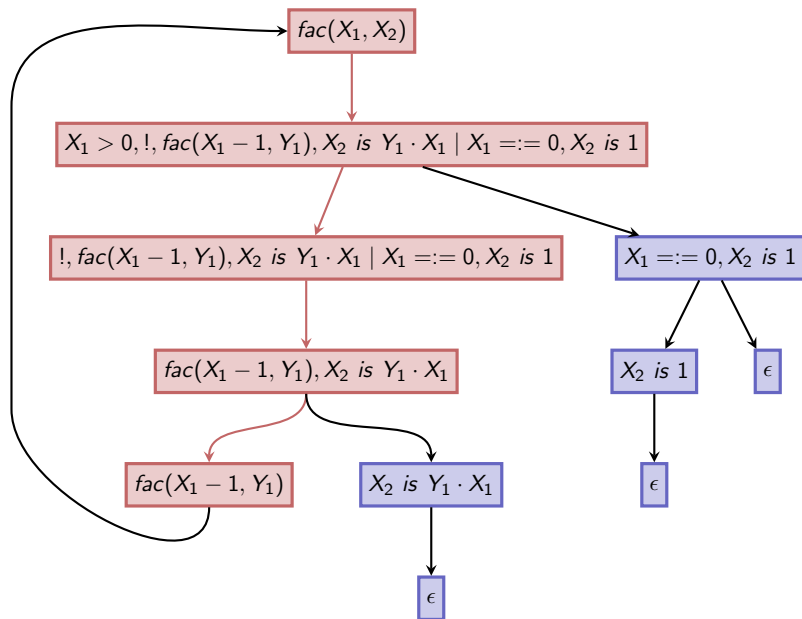 fac(X₁, X₂)
X₁ > 0, !, fac(X₁ − 1, Y₁), X₂ is Y₁ · X₁ | X₁ =:= 0, X₂ is 1
!, fac(X₁ − 1, Y₁), X₂ is Y₁ · X₁ | X₁ =:= 0, X₂ is 1
X₁ =:= 0, X₂ is 1
fac(X₁ − 1, Y₁), X₂ is Y₁ · X₁
X₂ is 1
ϵ
fac(X₁ − 1, Y₁)
X₂ is Y₁ · X₁
ϵ
ϵ